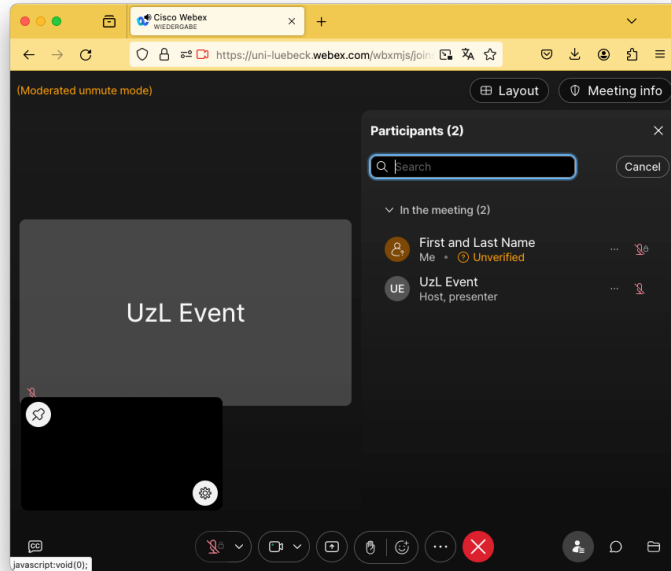 Cisco Webex
WIEDERGABE
https://uni-luebeck.webex.com/wbxmjs/join
(Moderated unmute mode)
Layout
Meeting info
Participants (2)
Search
Cancel
In the meeting (2)
First and Last Name
Me • Unverified
UE
UzL Event
Host, presenter
UzL Event
CC
javascript:void(0);